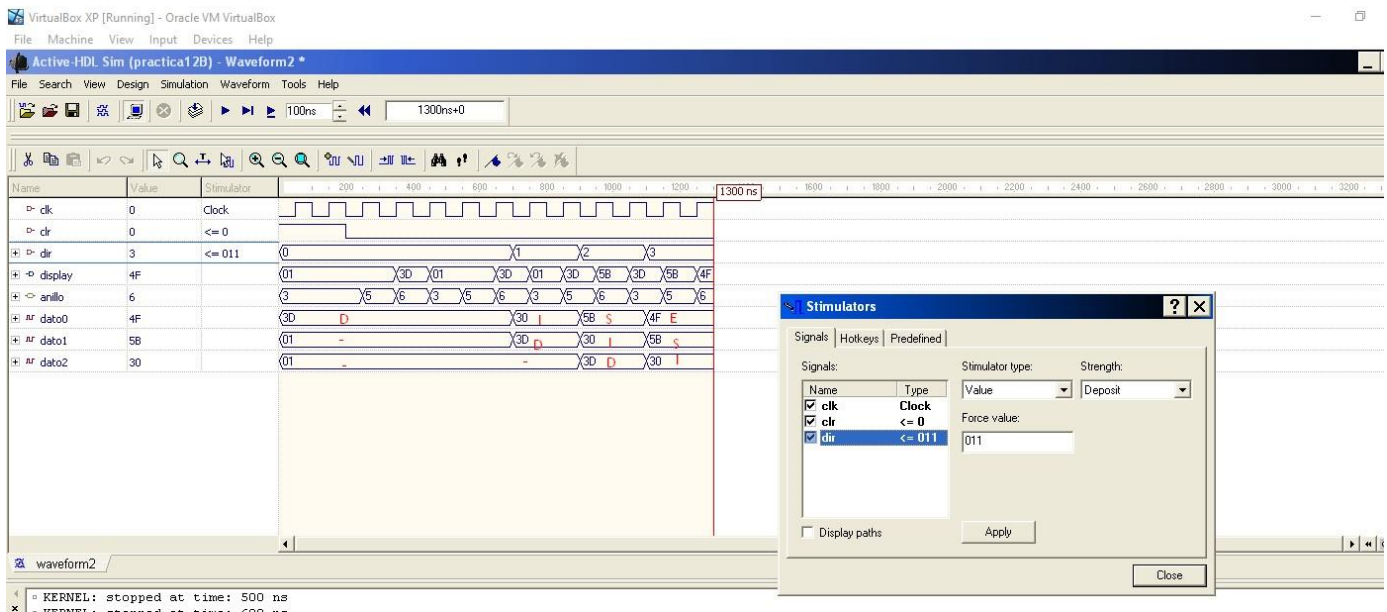 VirtualBox XP [Running] - Oracle VM VirtualBox
File Machine View Input Devices Help
Active-HDL Sim (practica12B) - Waveform2 *
File Search View Design Simulation Waveform Tools Help
100ns 1300ns+0
Name Value Stimulator 200 400 600 800 1000 1200 1300 ns 1600 1800 2000 2200 2400 2600 2800 3000 3200
clk 0 Clock
clr 0 <= 0
dir 3 <= 011 0 1 2 3
display 4F 01 3D 01 3D 01 3D 5B 3D 5B 4F
anillo 6 3 5 6 3 5 6 3 5 6 3 5 6
dato0 4F 3D D 30 I 5B S 4F E
dato1 5B 01 - 3D D 30 I 5B S
dato2 30 01 - - 3D D 30 I
Stimulators
Signals Hotkeys Predefined
Signals: Stimulator type: Strength:
Name Type Value Deposit
clk Clock
clr <= 0 Force value:
dir <= 011 011
Display paths Apply
Close
waveform2
KERNEL: stopped at time: 500 ns
KERNEL: stopped at time: 600 ns